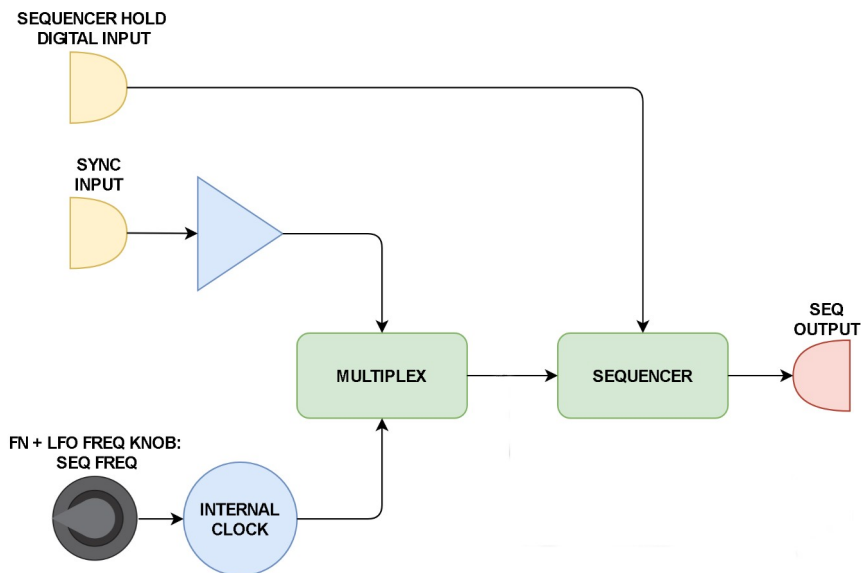 SEQUENCER HOLD
DIGITAL INPUT
SYNC
INPUT
SEQ
OUTPUT
MULTIPLEX
SEQUENCER
FN + LFO FREQ KNOB:
SEQ FREQ
INTERNAL
CLOCK